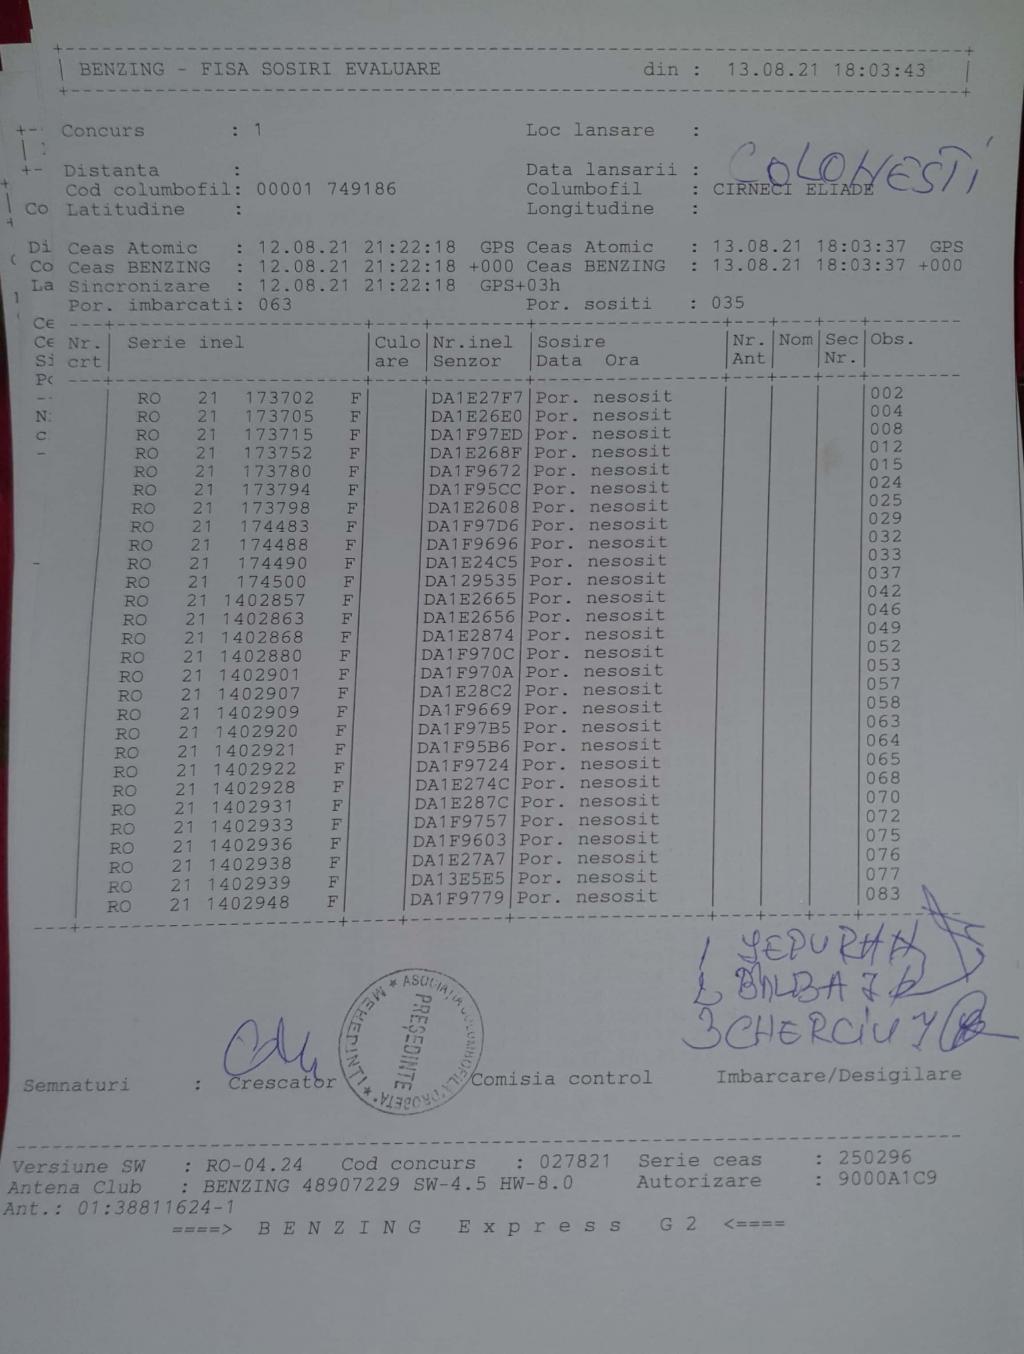 BENZING - FISA SOSIRI EVALUARE din : 13.08.21 18:03:43
Concurs : 1 Loc lansare :
COLONESTI
Distanta : Data lansarii :
Cod columbofil: 00001 749186 Columbofil : CIRNECI ELIADE
Co Latitudine : Longitudine :
Di Ceas Atomic : 12.08.21 21:22:18 GPS Ceas Atomic : 13.08.21 18:03:37 GPS
Co Ceas BENZING : 12.08.21 21:22:18 +000 Ceas BENZING : 13.08.21 18:03:37 +000
La Sincronizare : 12.08.21 21:22:18 GPS+03h
Por. imbarcati: 063 Por. sositi : 035
Ce
Ce Nr. Serie inel Culo Nr.inel Sosire Nr. Nom Sec Obs.
Si crt are Senzor Data Ora Ant Nr.
RO 21 173702 F DA1E27F7 Por. nesosit 002
RO 21 173705 F DA1E26E0 Por. nesosit 004
RO 21 173715 F DA1F97ED Por. nesosit 008
RO 21 173752 F DA1E268F Por. nesosit 012
RO 21 173780 F DA1F9672 Por. nesosit 015
RO 21 173794 F DA1F95CC Por. nesosit 024
RO 21 173798 F DA1E2608 Por. nesosit 025
RO 21 174483 F DA1F97D6 Por. nesosit 029
RO 21 174488 F DA1F9696 Por. nesosit 032
RO 21 174490 F DA1E24C5 Por. nesosit 033
RO 21 174500 F DA129535 Por. nesosit 037
RO 21 1402857 F DA1E2665 Por. nesosit 042
RO 21 1402863 F DA1E2656 Por. nesosit 046
RO 21 1402868 F DA1E2874 Por. nesosit 049
RO 21 1402880 F DA1F970C Por. nesosit 052
RO 21 1402901 F DA1F970A Por. nesosit 053
RO 21 1402907 F DA1E28C2 Por. nesosit 057
RO 21 1402909 F DA1F9669 Por. nesosit 058
RO 21 1402920 F DA1F97B5 Por. nesosit 063
RO 21 1402921 F DA1F95B6 Por. nesosit 064
RO 21 1402922 F DA1F9724 Por. nesosit 065
RO 21 1402928 F DA1E274C Por. nesosit 068
RO 21 1402931 F DA1E287C Por. nesosit 070
RO 21 1402933 F DA1F9757 Por. nesosit 072
RO 21 1402936 F DA1F9603 Por. nesosit 075
RO 21 1402938 F DA1E27A7 Por. nesosit 076
RO 21 1402939 F DA13E5E5 Por. nesosit 077
RO 21 1402948 F DA1F9779 Por. nesosit 083
1
2 BALBA
3 CHERCIU
ASOCIAȚIA COLUMBOFILĂ "DROBETA" * MEHEDINȚI *
PREȘEDINTE
Semnaturi : Crescator Comisia control Imbarcare/Desigilare
Versiune SW : RO-04.24 Cod concurs : 027821 Serie ceas : 250296
Antena Club : BENZING 48907229 SW-4.5 HW-8.0 Autorizare : 9000A1C9
Ant.: 01:38811624-1
====> B E N Z I N G E x p r e s s G 2 <====